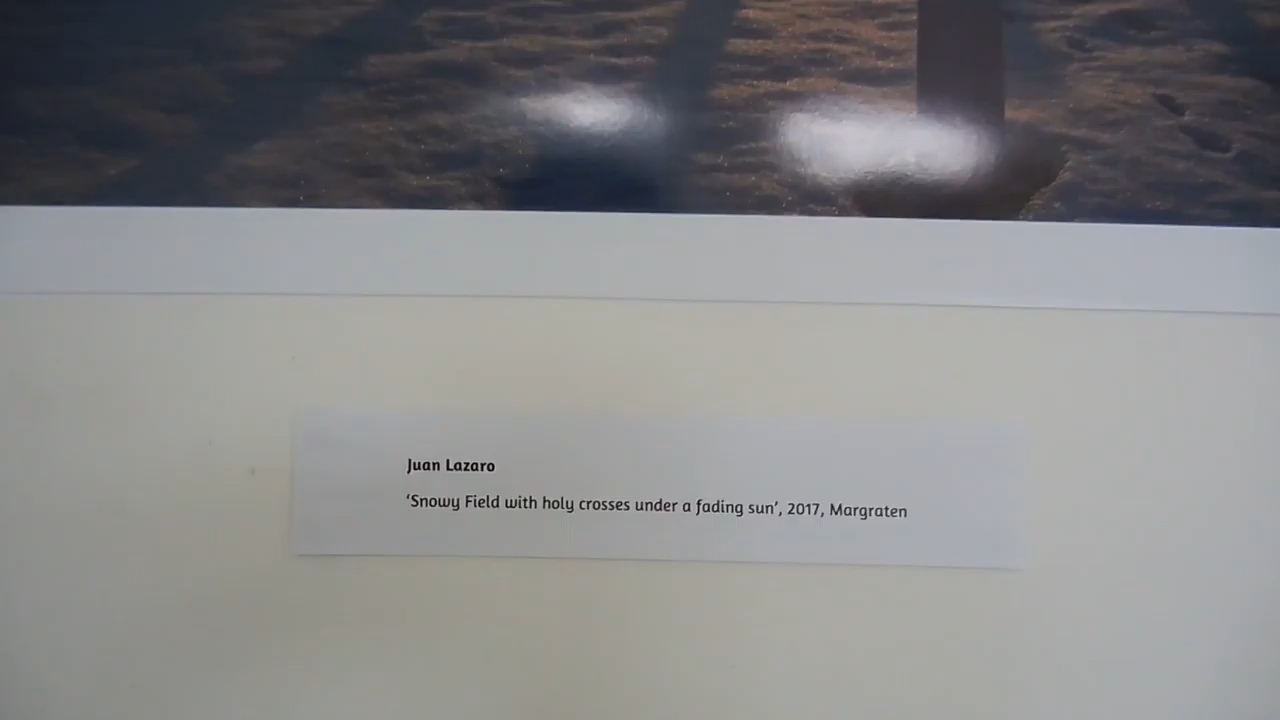 Juan Lazaro
‘Snowy Field with holy crosses under a fading sun’, 2017, Margraten